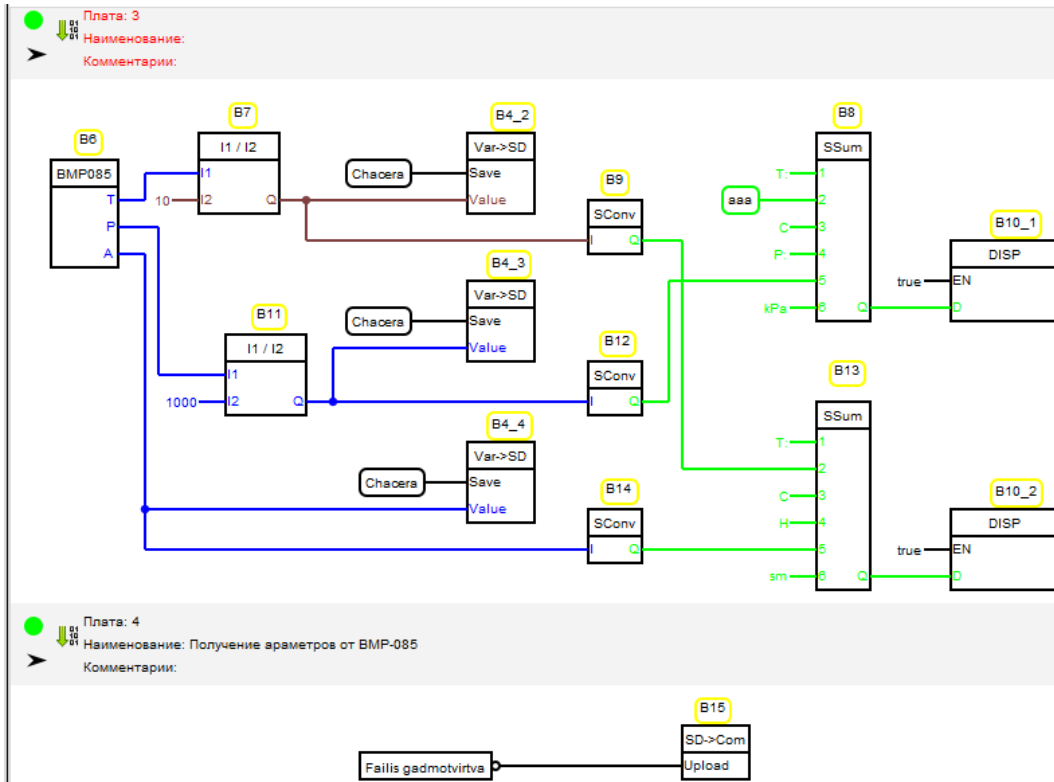 Плата: 3
Наименование:
Комментарии:
B6
BMP085
T
P
A
B7
I1 / I2
I1
10 I2 Q
B4_2
Var->SD
Chacera Save
Value
B9
SConv
I Q
B8
SSum
T: 1
aaa 2
C 3
P: 4
5
kPa 6 Q
B10_1
DISP
true EN
D
B4_3
Var->SD
Chacera Save
Value
B11
I1 / I2
I1
1000 I2 Q
B12
SConv
I Q
B13
SSum
T: 1
2
C 3
H 4
5
sm 6 Q
B4_4
Var->SD
Chacera Save
Value
B14
SConv
I Q
B10_2
DISP
true EN
D
Плата: 4
Наименование: Получение араметров от BMP-085
Комментарии:
B15
SD->Com
Failis gadmotvirtva Upload